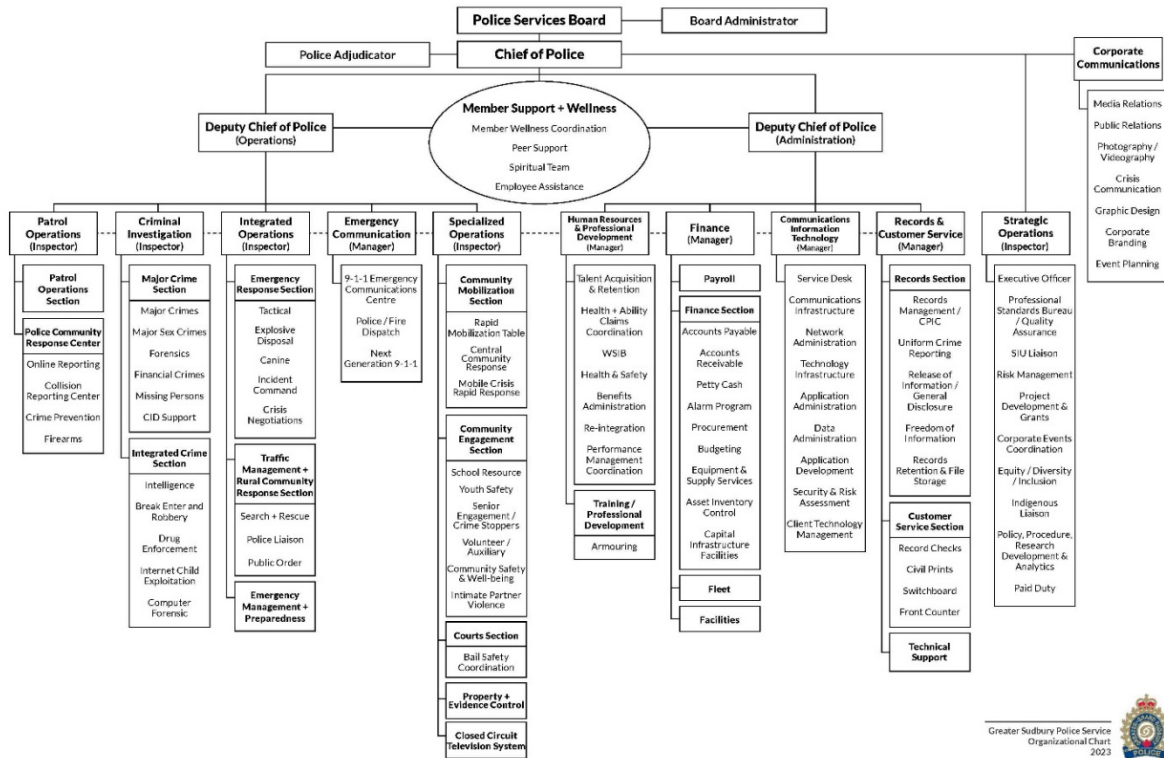 Police Services Board
Board Administrator
Police Adjudicator
Chief of Police
Corporate
Communications
Media Relations
Public Relations
Photography /
Videography
Crisis
Communication
Graphic Design
Corporate
Branding
Event Planning
Deputy Chief of Police
(Operations)
Member Support + Wellness
Member Wellness Coordination
Peer Support
Spiritual Team
Employee Assistance
Deputy Chief of Police
(Administration)
Patrol
Operations
(Inspector)
Patrol
Operations
Section
Police Community
Response Center
Online Reporting
Collision
Reporting Center
Crime Prevention
Firearms
Criminal
Investigation
(Inspector)
Major Crime
Section
Major Crimes
Major Sex Crimes
Forensics
Financial Crimes
Missing Persons
CID Support
Integrated Crime
Section
Intelligence
Break Enter and
Robbery
Drug
Enforcement
Internet Child
Exploitation
Computer
Forensic
Integrated
Operations
(Inspector)
Emergency
Response Section
Tactical
Explosive
Disposal
Canine
Incident
Command
Crisis
Negotiations
Traffic
Management +
Rural Community
Response Section
Search + Rescue
Police Liaison
Public Order
Emergency
Management +
Preparedness
Emergency
Communication
(Manager)
9-1-1 Emergency
Communications
Centre
Police / Fire
Dispatch
Next
Generation 9-1-1
Specialized
Operations
(Inspector)
Community
Mobilization
Section
Rapid
Mobilization Table
Central
Community
Response
Mobile Crisis
Rapid Response
Community
Engagement
Section
School Resource
Youth Safety
Senior
Engagement /
Crime Stoppers
Volunteer /
Auxiliary
Community Safety
& Well-being
Intimate Partner
Violence
Courts Section
Bail Safety
Coordination
Property +
Evidence Control
Closed Circuit
Television System
Human Resources
& Professional
Development
(Manager)
Talent Acquisition
& Retention
Health + Ability
Claims
Coordination
WSIB
Health & Safety
Benefits
Administration
Re-integration
Performance
Management
Coordination
Training /
Professional
Development
Armouring
Finance
(Manager)
Payroll
Finance Section
Accounts Payable
Accounts
Receivable
Petty Cash
Alarm Program
Procurement
Budgeting
Equipment &
Supply Services
Asset Inventory
Control
Capital
Infrastructure
Facilities
Fleet
Facilities
Communications
Information
Technology
(Manager)
Service Desk
Communications
Infrastructure
Network
Administration
Technology
Infrastructure
Application
Administration
Data
Administration
Application
Development
Security & Risk
Assessment
Client Technology
Management
Records &
Customer Service
(Manager)
Records Section
Records
Management /
CPIC
Uniform Crime
Reporting
Release of
Information /
General
Disclosure
Freedom of
Information
Records
Retention & File
Storage
Customer
Service Section
Record Checks
Civil Prints
Switchboard
Front Counter
Technical
Support
Strategic
Operations
(Inspector)
Executive Officer
Professional
Standards Bureau
/ Quality
Assurance
SIU Liaison
Risk Management
Project
Development &
Grants
Corporate Events
Coordination
Equity / Diversity
/ Inclusion
Indigenous
Liaison
Policy, Procedure,
Research
Development &
Analytics
Paid Duty
Greater Sudbury Police Service
Organizational Chart
2023
POLICE